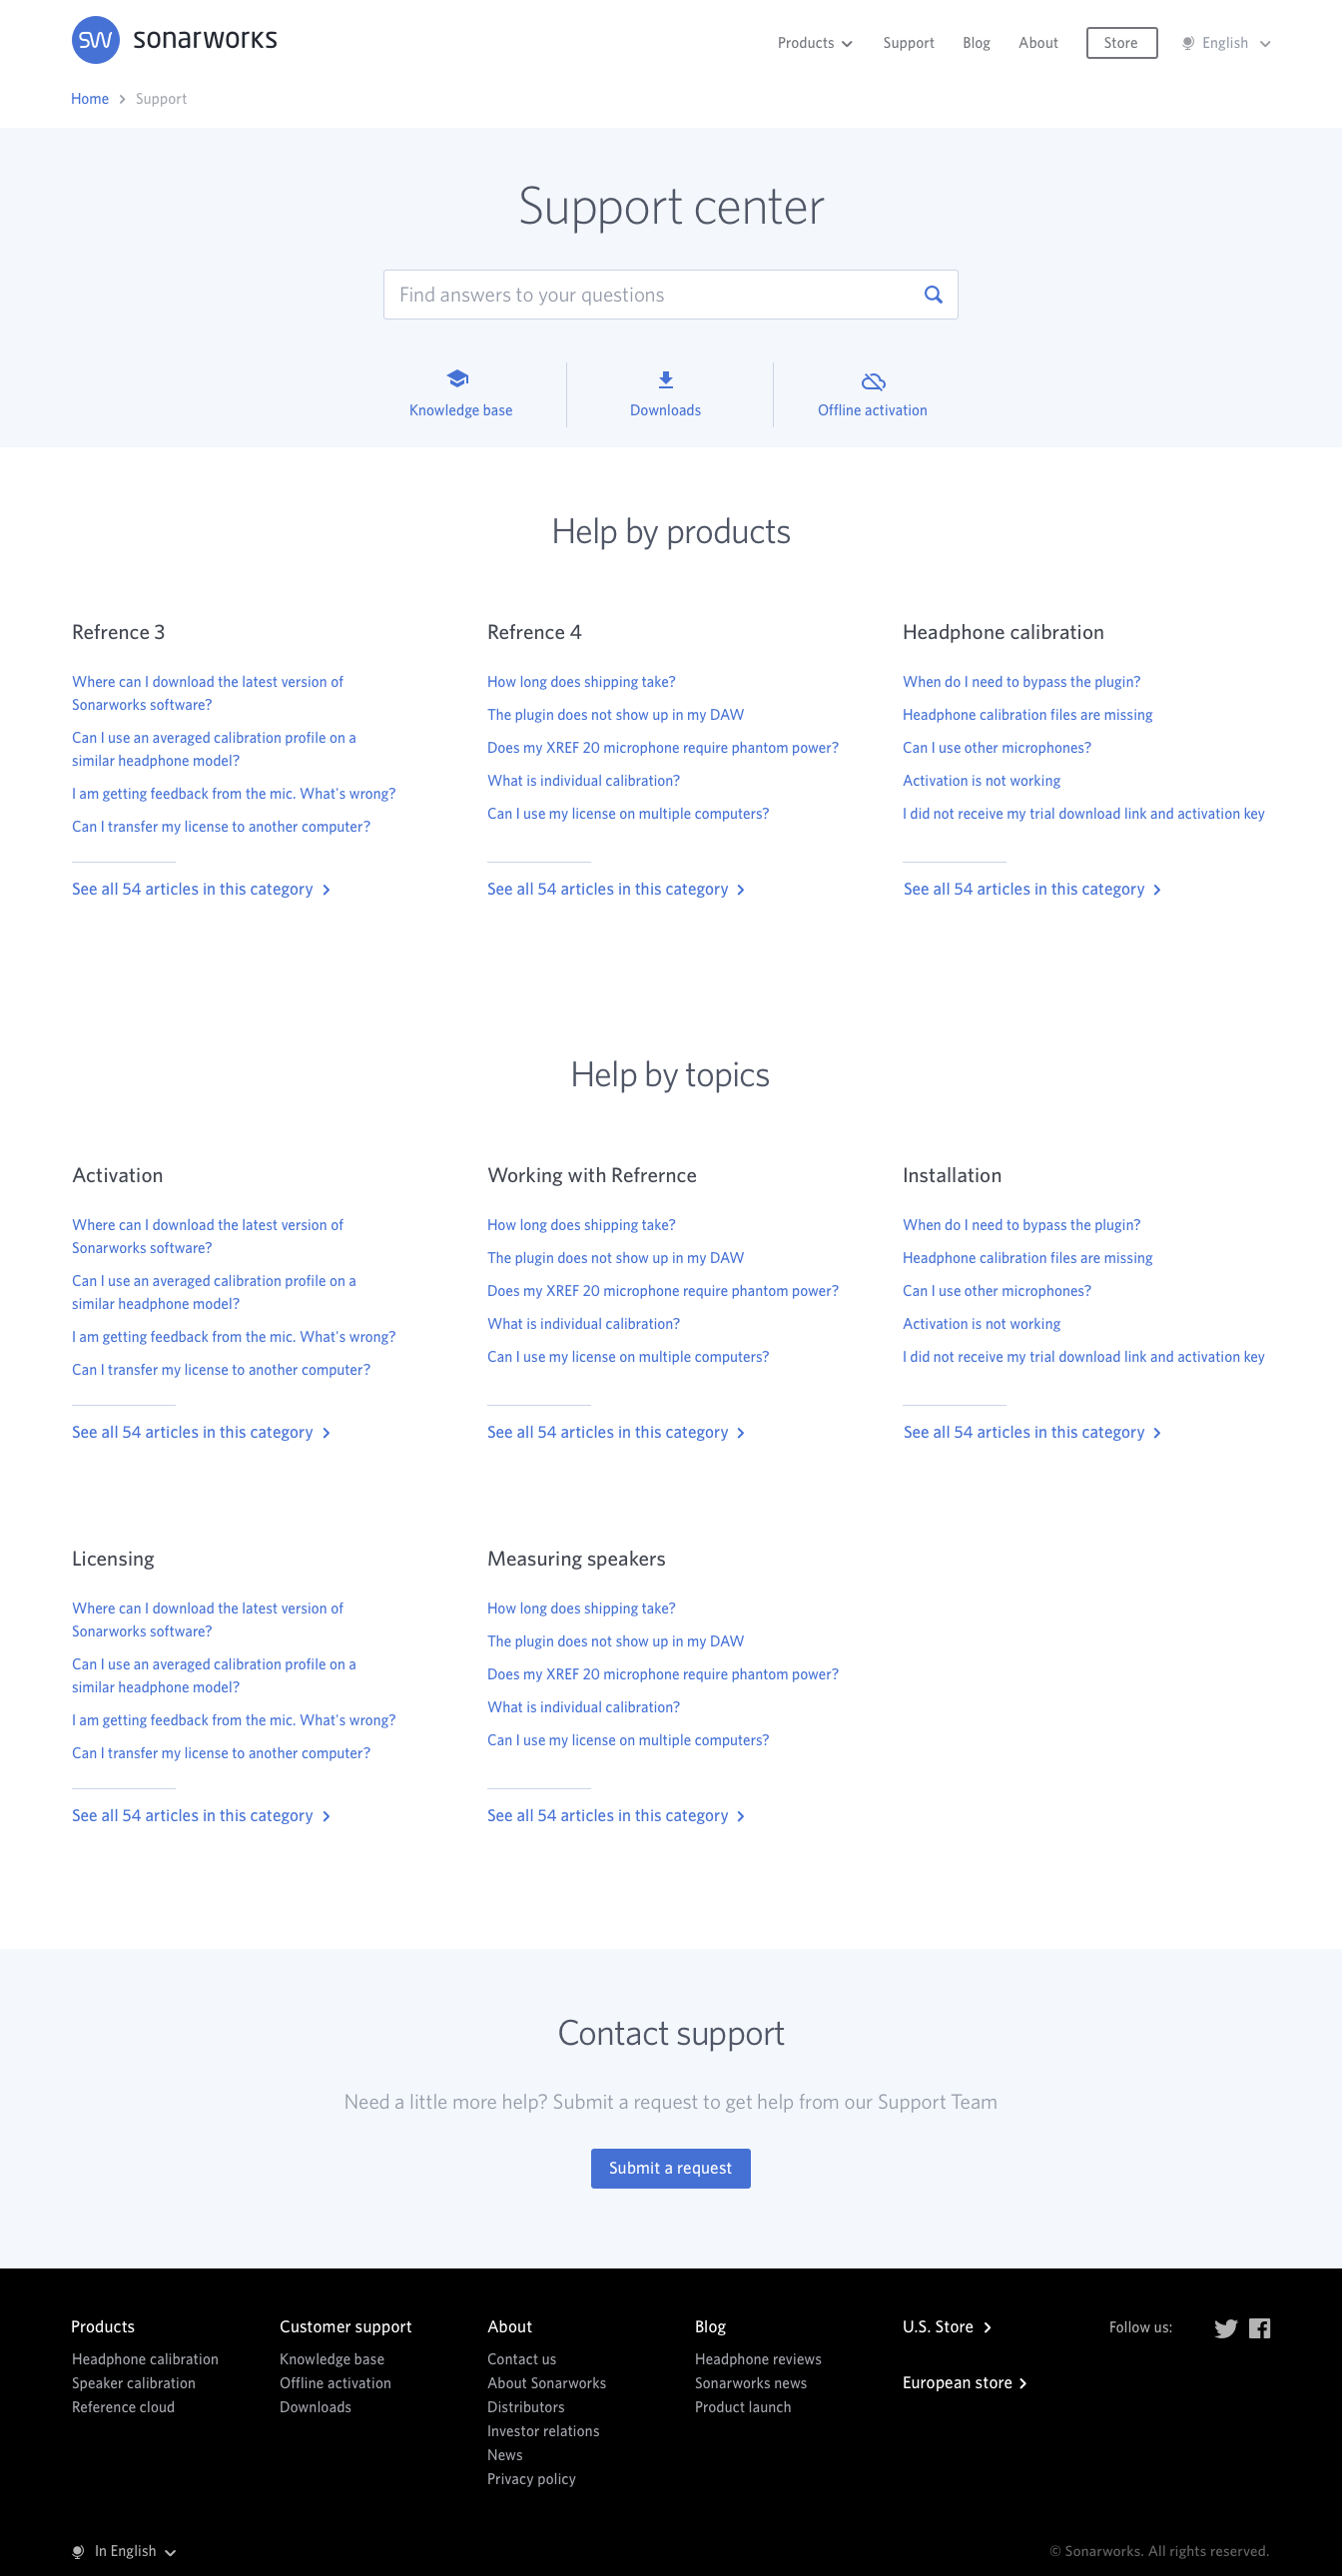 SW sonarworks
Products Support Blog About Store English
Home Support
Support center
Find answers to your questions
Knowledge base Downloads Offline activation
Help by products
Refrence 3
Where can I download the latest version of
Sonarworks software?
Can I use an averaged calibration profile on a
similar headphone model?
I am getting feedback from the mic. What's wrong?
Can I transfer my license to another computer?
See all 54 articles in this category
Refrence 4
How long does shipping take?
The plugin does not show up in my DAW
Does my XREF 20 microphone require phantom power?
What is individual calibration?
Can I use my license on multiple computers?
See all 54 articles in this category
Headphone calibration
When do I need to bypass the plugin?
Headphone calibration files are missing
Can I use other microphones?
Activation is not working
I did not receive my trial download link and activation key
See all 54 articles in this category
Help by topics
Activation
Where can I download the latest version of
Sonarworks software?
Can I use an averaged calibration profile on a
similar headphone model?
I am getting feedback from the mic. What's wrong?
Can I transfer my license to another computer?
See all 54 articles in this category
Working with Refrernce
How long does shipping take?
The plugin does not show up in my DAW
Does my XREF 20 microphone require phantom power?
What is individual calibration?
Can I use my license on multiple computers?
See all 54 articles in this category
Installation
When do I need to bypass the plugin?
Headphone calibration files are missing
Can I use other microphones?
Activation is not working
I did not receive my trial download link and activation key
See all 54 articles in this category
Licensing
Where can I download the latest version of
Sonarworks software?
Can I use an averaged calibration profile on a
similar headphone model?
I am getting feedback from the mic. What's wrong?
Can I transfer my license to another computer?
See all 54 articles in this category
Measuring speakers
How long does shipping take?
The plugin does not show up in my DAW
Does my XREF 20 microphone require phantom power?
What is individual calibration?
Can I use my license on multiple computers?
See all 54 articles in this category
Contact support
Need a little more help? Submit a request to get help from our Support Team
Submit a request
Products
Headphone calibration
Speaker calibration
Reference cloud
Customer support
Knowledge base
Offline activation
Downloads
About
Contact us
About Sonarworks
Distributors
Investor relations
News
Privacy policy
Blog
Headphone reviews
Sonarworks news
Product launch
U.S. Store
European store
Follow us:
In English
© Sonarworks. All rights reserved.